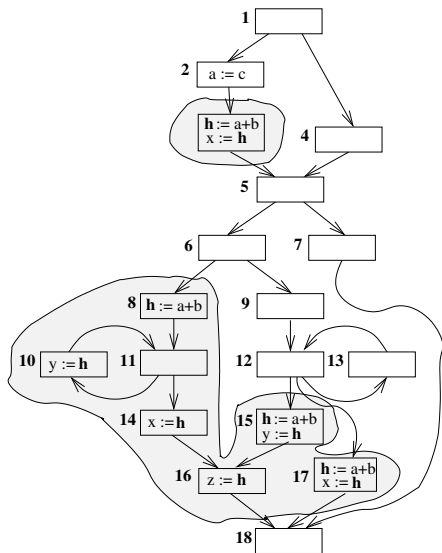 1
2
a := c
h := a+b
x := h
4
5
6
7
8
h := a+b
9
10
y := h
11
12
13
14
x := h
15
h := a+b
y := h
16
z := h
17
h := a+b
x := h
18